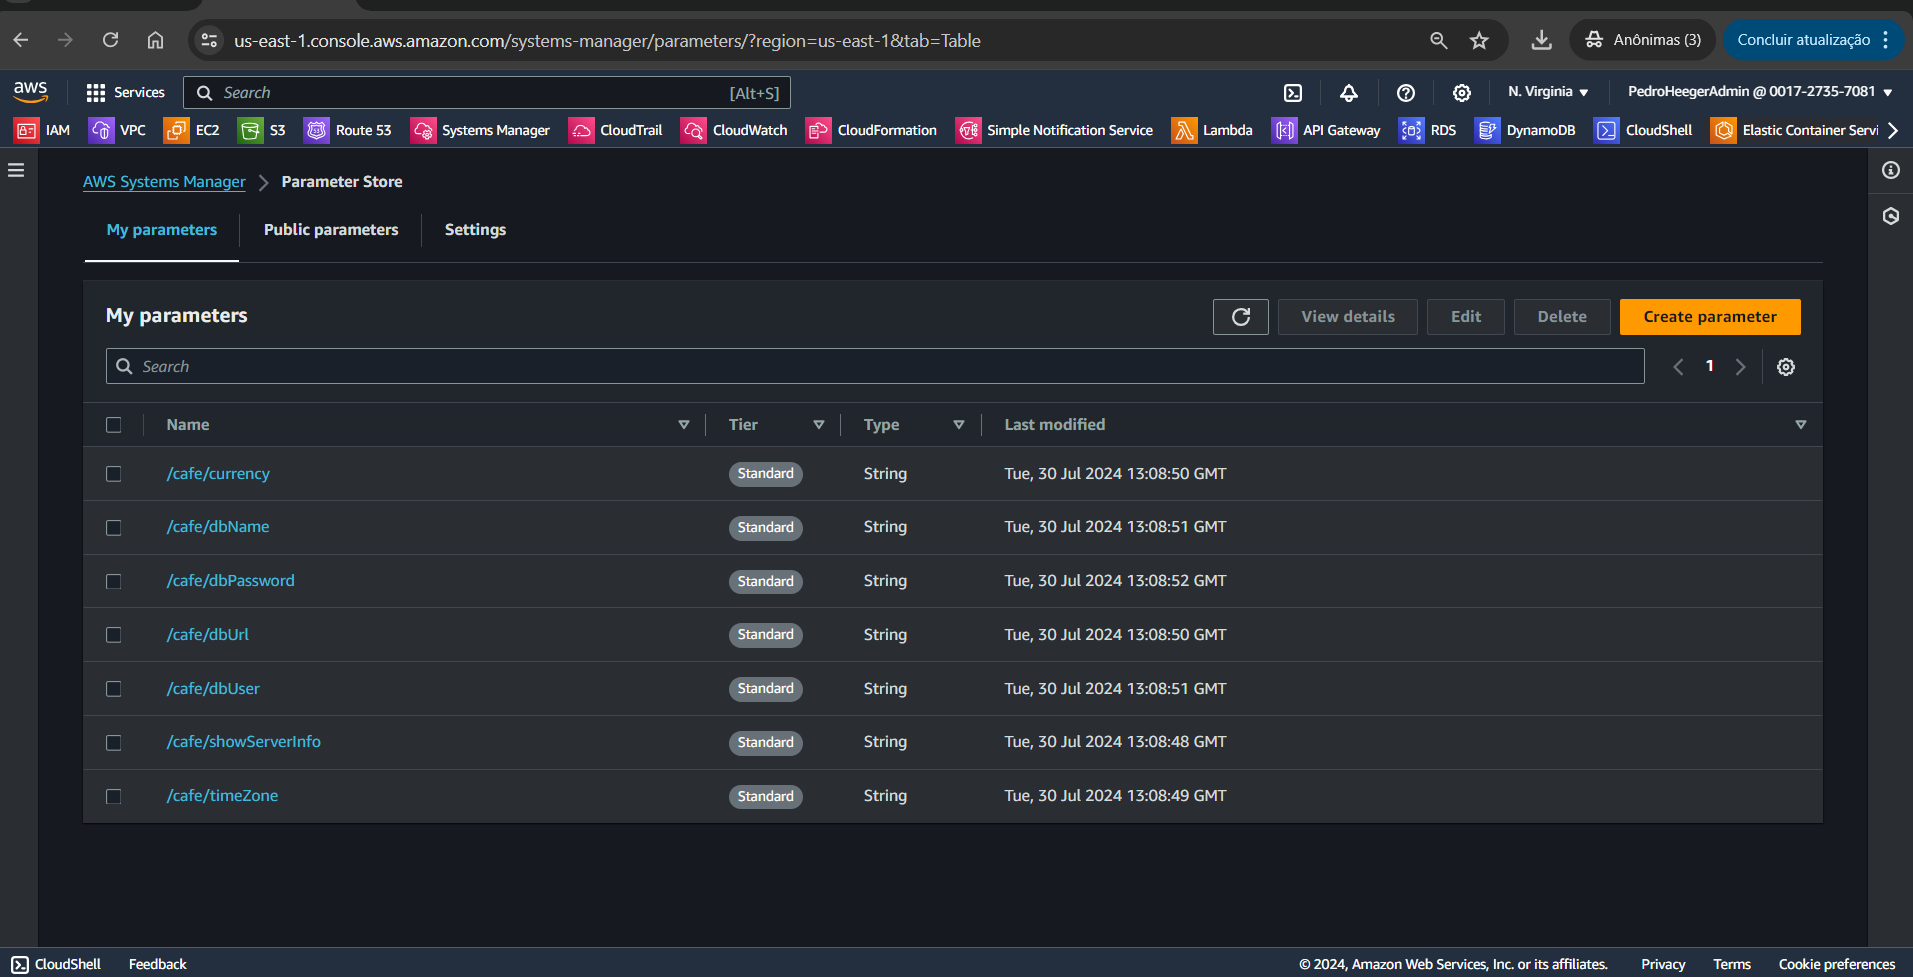 us-east-1.console.aws.amazon.com/systems-manager/parameters/?region=us-east-1&tab=Table
Anônimas (3)
Concluir atualização
aws
Services
Search
[Alt+S]
N. Virginia
PedroHeegerAdmin @ 0017-2735-7081
IAM
VPC
EC2
S3
Route 53
Systems Manager
CloudTrail
CloudWatch
CloudFormation
Simple Notification Service
Lambda
API Gateway
RDS
DynamoDB
CloudShell
Elastic Container Servi
AWS Systems Manager
Parameter Store
My parameters
Public parameters
Settings
My parameters
View details
Edit
Delete
Create parameter
Search
1
Name
Tier
Type
Last modified
/cafe/currency Standard String Tue, 30 Jul 2024 13:08:50 GMT
/cafe/dbName Standard String Tue, 30 Jul 2024 13:08:51 GMT
/cafe/dbPassword Standard String Tue, 30 Jul 2024 13:08:52 GMT
/cafe/dbUrl Standard String Tue, 30 Jul 2024 13:08:50 GMT
/cafe/dbUser Standard String Tue, 30 Jul 2024 13:08:51 GMT
/cafe/showServerInfo Standard String Tue, 30 Jul 2024 13:08:48 GMT
/cafe/timeZone Standard String Tue, 30 Jul 2024 13:08:49 GMT
CloudShell
Feedback
© 2024, Amazon Web Services, Inc. or its affiliates.
Privacy
Terms
Cookie preferences